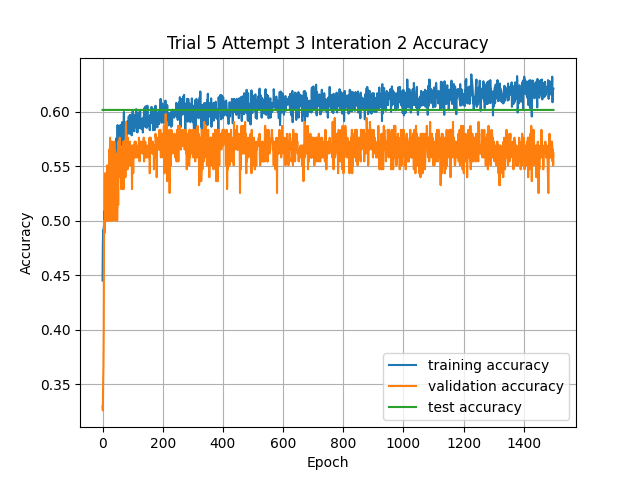 Trial 5 Attempt 3 Interation 2 Accuracy
0.60
0.55
0.50
0.45
0.40
0.35
Accuracy
0 200 400 600 800 1000 1200 1400
Epoch
training accuracy
validation accuracy
test accuracy